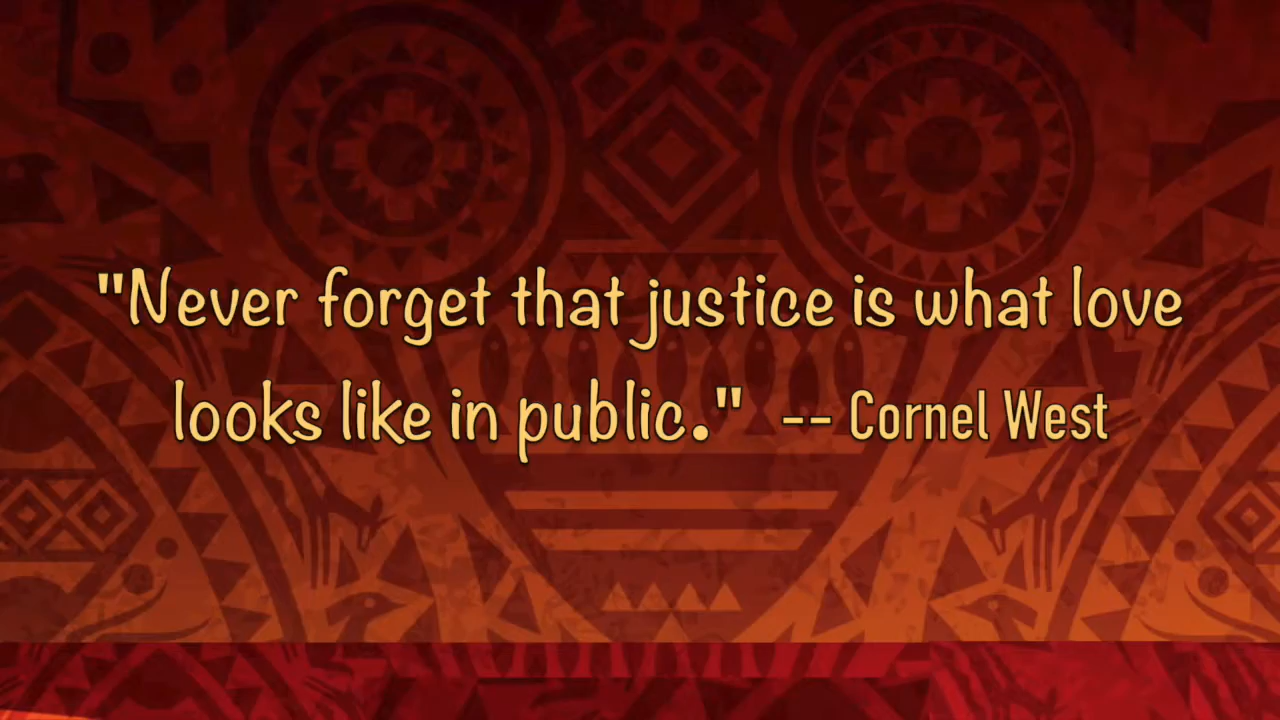 "Never forget that justice is what love
looks like in public." -- Cornel West